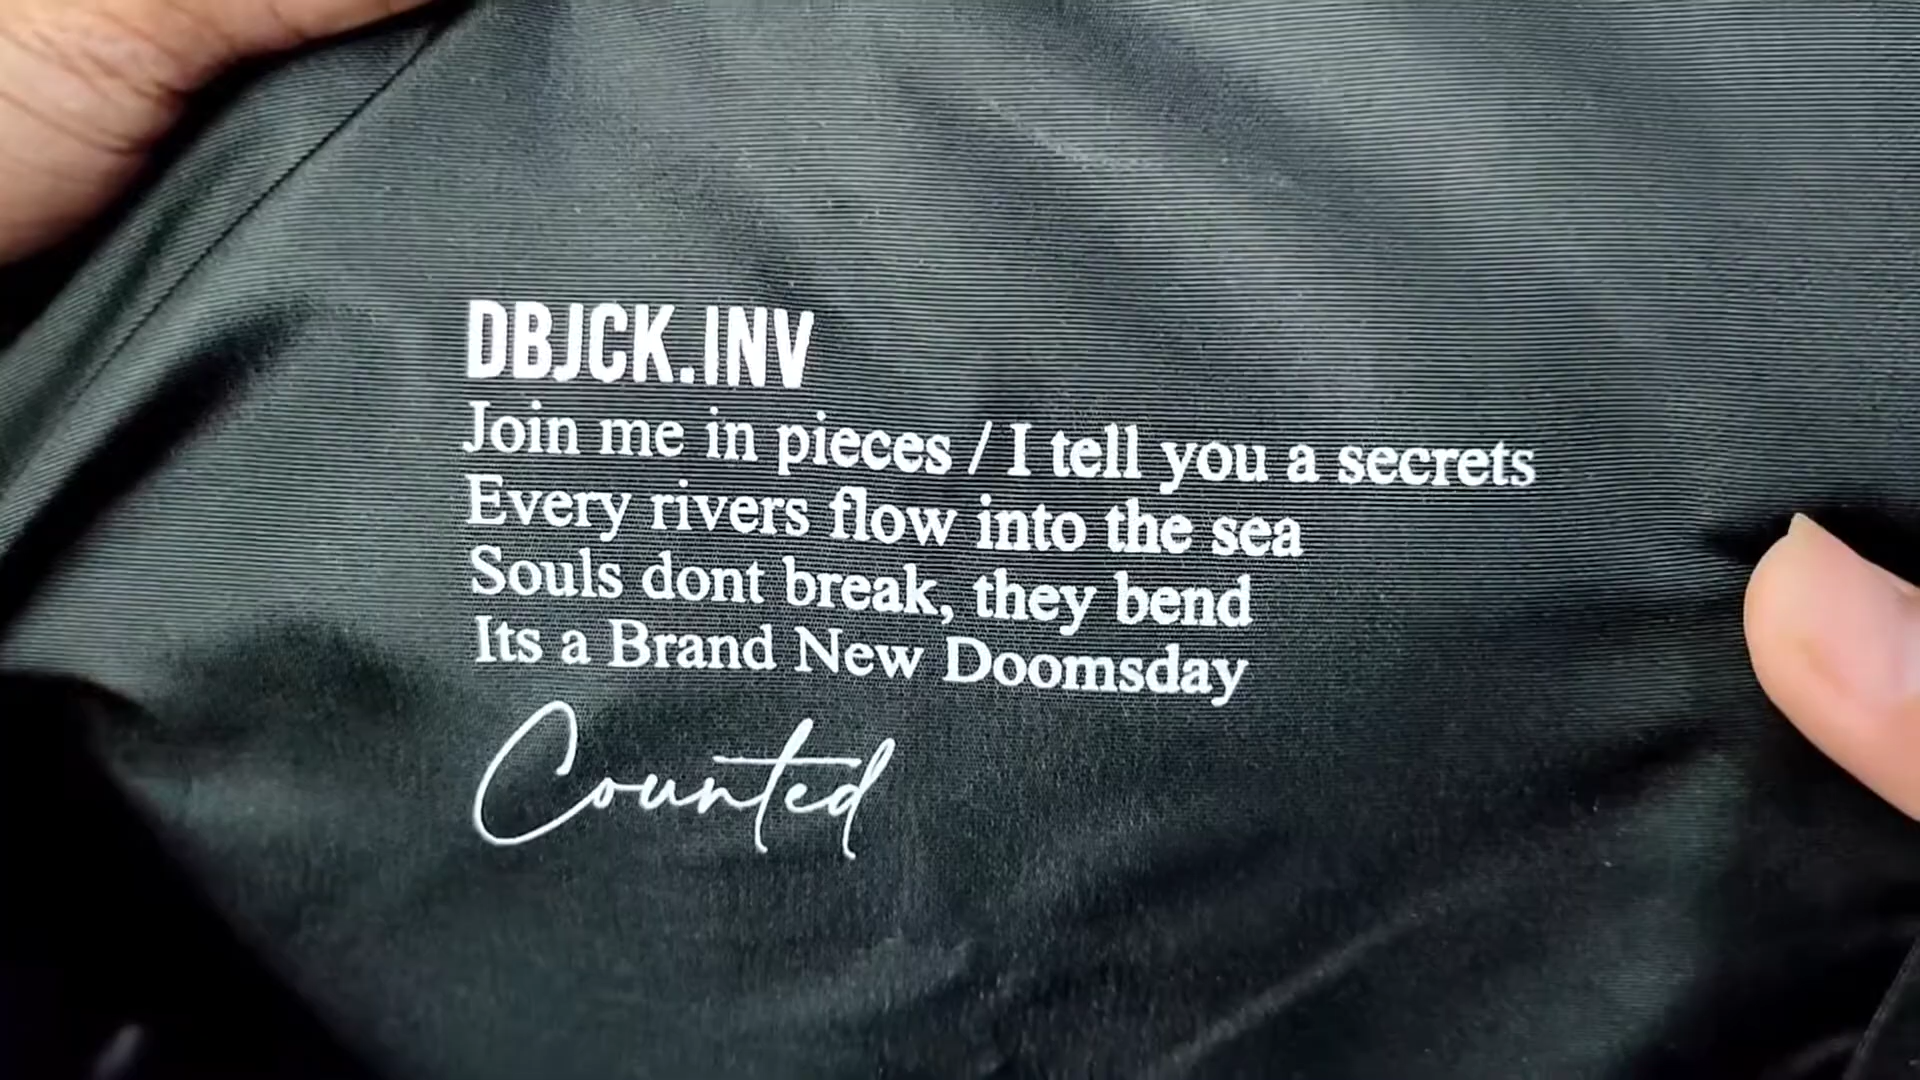 DBJCK.INV
Join me in pieces / I tell you a secrets
Every rivers flow into the sea
Souls dont break, they bend
Its a Brand New Doomsday
Counted